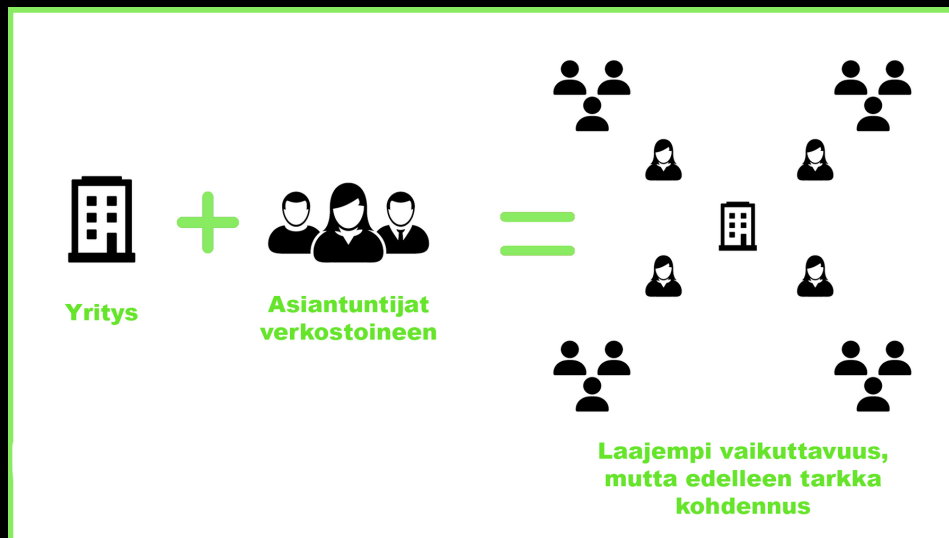 Yritys
Asiantuntijat
verkostoineen
Laajempi vaikuttavuus,
mutta edelleen tarkka
kohdennus